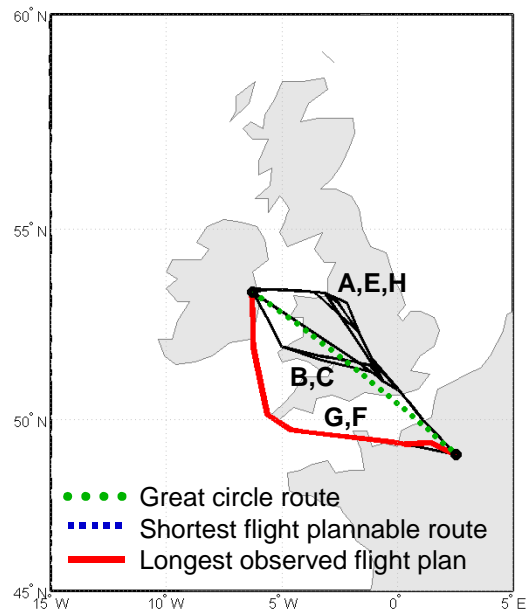 60° N
55° N
A,E,H
B,C
G,F
50° N
Great circle route
Shortest flight plannable route
Longest observed flight plan
45° N
15° W 10° W 5° W 0° 5° E